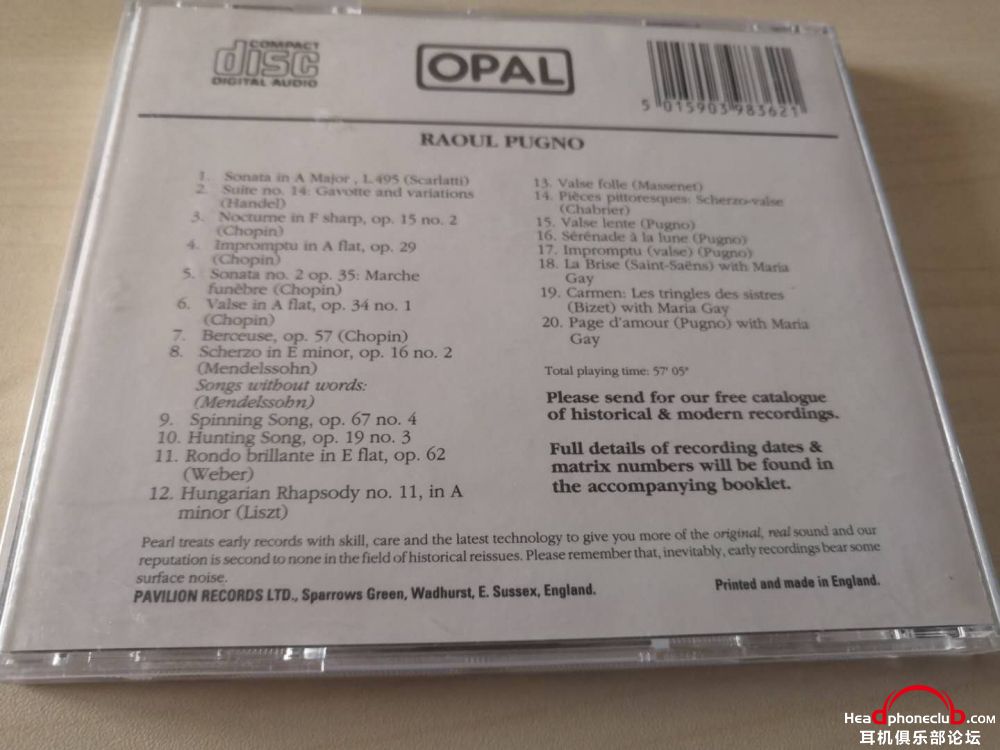 COMPACT
disc
DIGITAL AUDIO
OPAL
5 015903 983621
RAOUL PUGNO
1. Sonata in A Major , L 495 (Scarlatti)
2. Suite no. 14: Gavotte and variations
(Handel)
3. Nocturne in F sharp, op. 15 no. 2
(Chopin)
4. Impromptu in A flat, op. 29
(Chopin)
5. Sonata no. 2 op. 35: Marche
funèbre (Chopin)
6. Valse in A flat, op. 34 no. 1
(Chopin)
7. Berceuse, op. 57 (Chopin)
8. Scherzo in E minor, op. 16 no. 2
(Mendelssohn)
Songs without words:
(Mendelssohn)
9. Spinning Song, op. 67 no. 4
10. Hunting Song, op. 19 no. 3
11. Rondo brillante in E flat, op. 62
(Weber)
12. Hungarian Rhapsody no. 11, in A
minor (Liszt)
13. Valse folle (Massenet)
14. Pièces pittoresques: Scherzo-valse
(Chabrier)
15. Valse lente (Pugno)
16. Sérénade à la lune (Pugno)
17. Impromptu (valse) (Pugno)
18. La Brise (Saint-Saëns) with Maria
Gay
19. Carmen: Les tringles des sistres
(Bizet) with Maria Gay
20. Page d'amour (Pugno) with Maria
Gay
Total playing time: 57' 05"
Please send for our free catalogue
of historical & modern recordings.
Full details of recording dates &
matrix numbers will be found in
the accompanying booklet.
Pearl treats early records with skill, care and the latest technology to give you more of the original, real sound and our
reputation is second to none in the field of historical reissues. Please remember that, inevitably, early recordings bear some
surface noise.
PAVILION RECORDS LTD., Sparrows Green, Wadhurst, E. Sussex, England.
Printed and made in England.
Headphoneclub.com
耳机俱乐部论坛